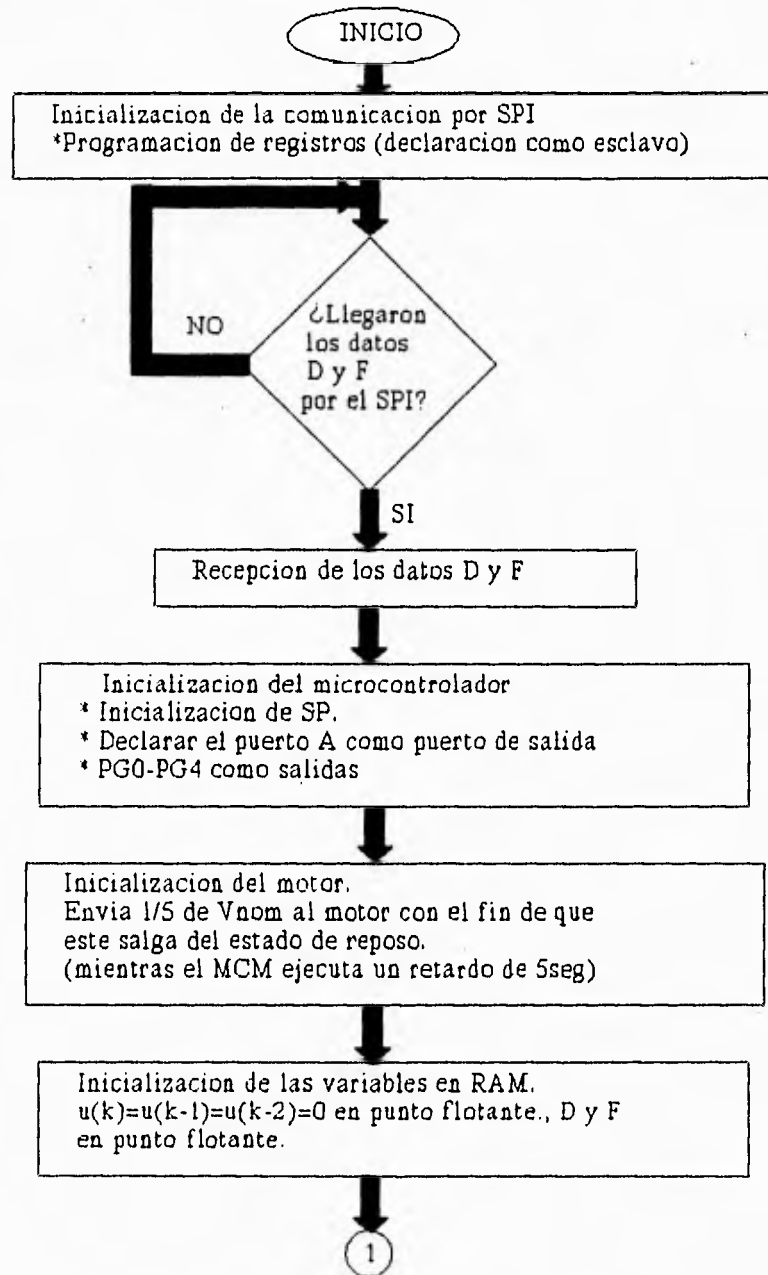 INICIO
Inicializacion de la comunicacion por SPI
*Programacion de registros (declaracion como esclavo)
NO
¿Llegaron
los datos
D y F
por el SPI?
SI
Recepcion de los datos D y F
Inicializacion del microcontrolador
* Inicializacion de SP.
* Declarar el puerto A como puerto de salida
* PG0-PG4 como salidas
Inicializacion del motor.
Envia 1/5 de Vnom al motor con el fin de que
este salga del estado de reposo.
(mientras el MCM ejecuta un retardo de 5seg)
Inicializacion de las variables en RAM.
u(k)=u(k-1)=u(k-2)=0 en punto flotante., D y F
en punto flotante.
1